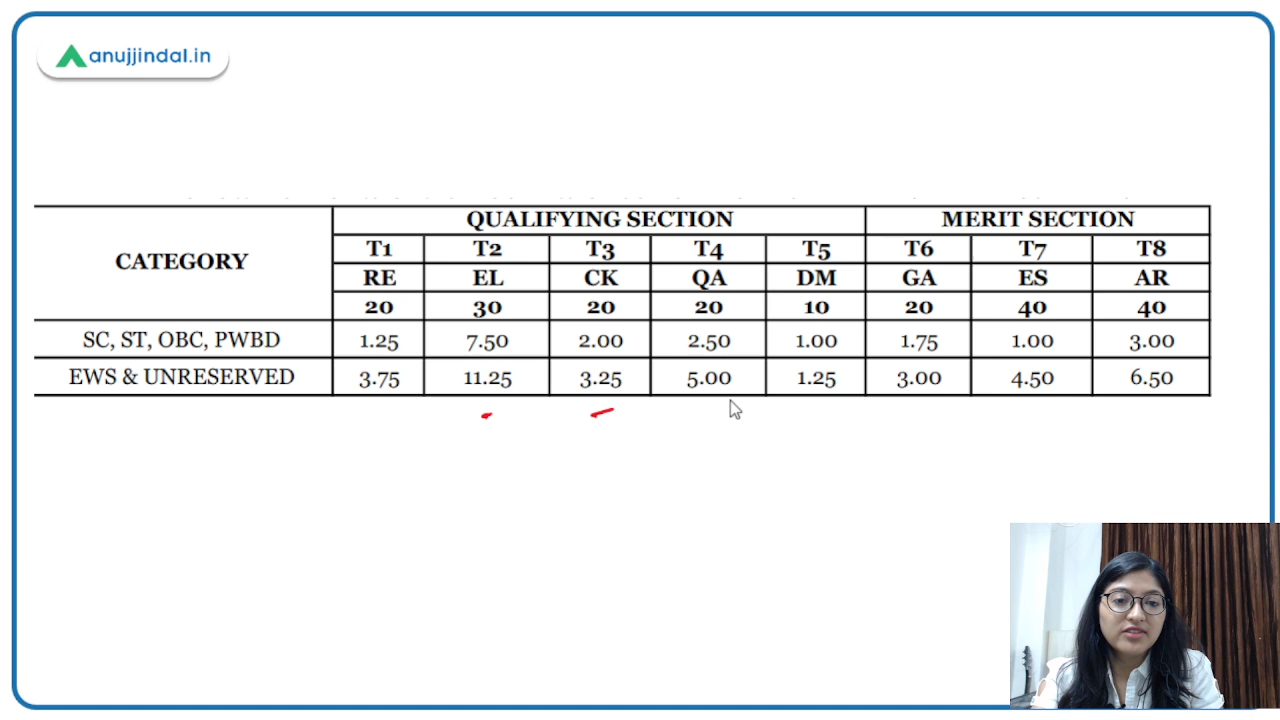 anujjindal.in
QUALIFYING SECTION MERIT SECTION
CATEGORY
T1 T2 T3 T4 T5 T6 T7 T8
RE EL CK QA DM GA ES AR
20 30 20 20 10 20 40 40
SC, ST, OBC, PWBD 1.25 7.50 2.00 2.50 1.00 1.75 1.00 3.00
EWS & UNRESERVED 3.75 11.25 3.25 5.00 1.25 3.00 4.50 6.50